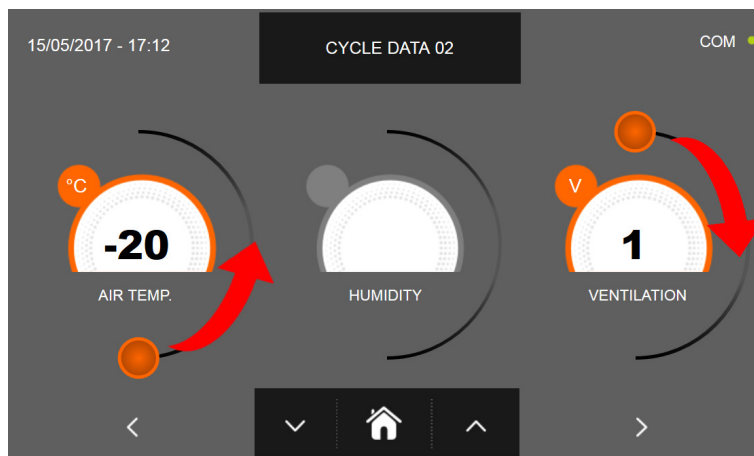 15/05/2017 - 17:12
CYCLE DATA 02
COM
°C
-20
AIR TEMP.
HUMIDITY
V
1
VENTILATION